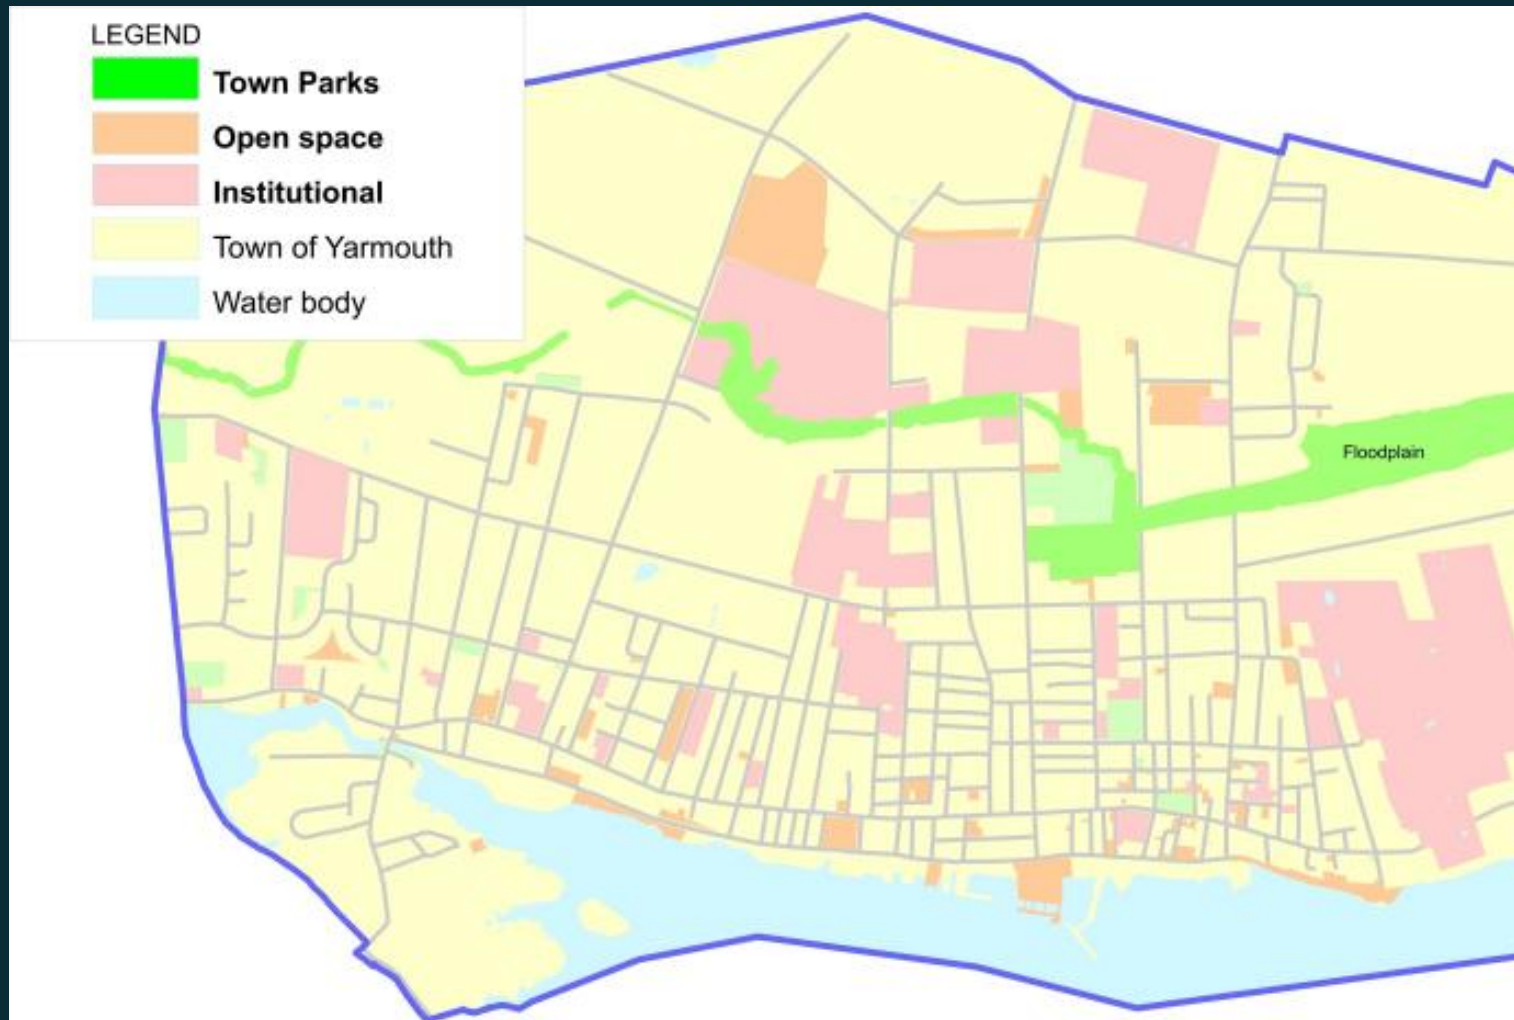 LEGEND
Town Parks
Open space
Institutional
Town of Yarmouth
Water body
Floodplain